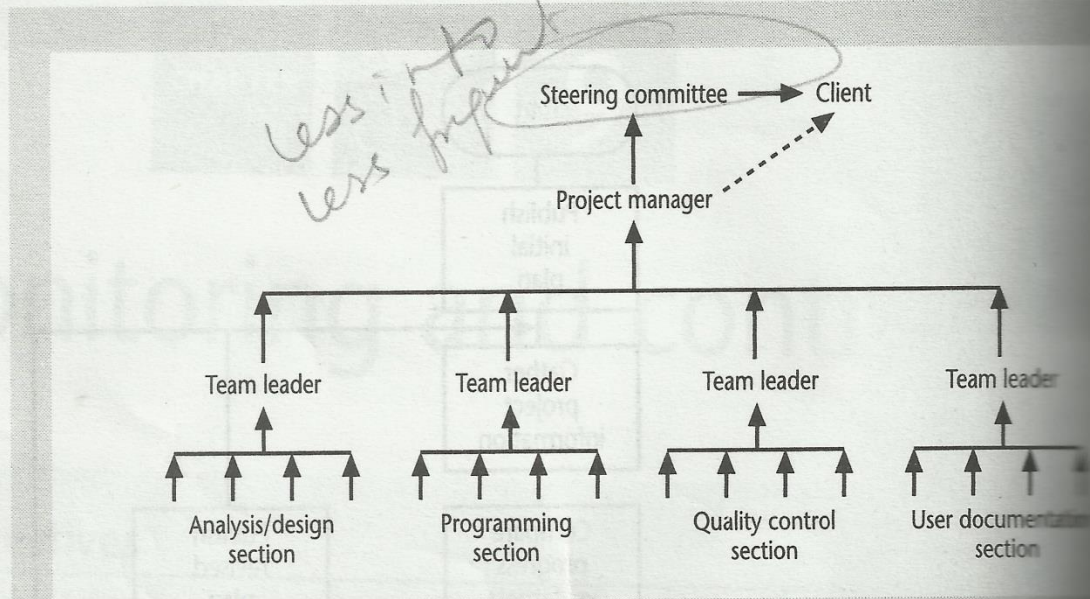 less into
less frequent
Steering committee
Client
Project manager
Team leader
Team leader
Team leader
Team leader
Analysis/design
section
Programming
section
Quality control
section
User documentation
section